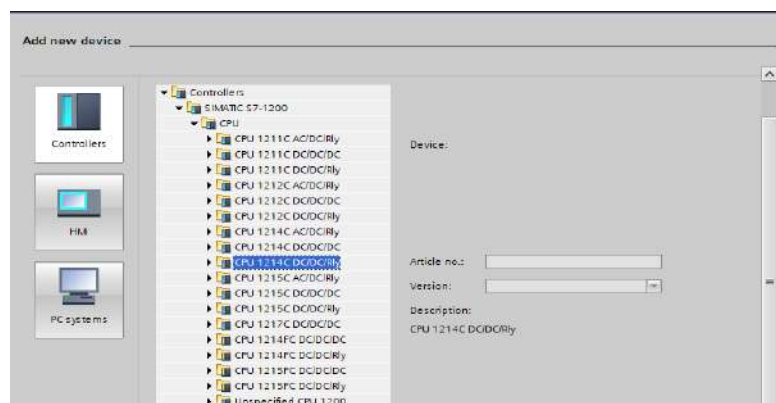 Add new device
Controllers
HMI
PC systems
Controllers
SIMATIC S7-1200
CPU
CPU 1211C AC/DC/Rly
CPU 1211C DC/DC/DC
CPU 1211C DC/DC/Rly
CPU 1212C AC/DC/Rly
CPU 1212C DC/DC/DC
CPU 1212C DC/DC/Rly
CPU 1214C AC/DC/Rly
CPU 1214C DC/DC/DC
CPU 1214C DC/DC/Rly
CPU 1215C AC/DC/Rly
CPU 1215C DC/DC/DC
CPU 1215C DC/DC/Rly
CPU 1217C DC/DC/DC
CPU 1214FC DC/DC/DC
CPU 1214FC DC/DC/Rly
CPU 1215FC DC/DC/DC
CPU 1215FC DC/DC/Rly
Unspecified CPU 1200
Device:
Article no.:
Version:
Description:
CPU 1214C DC/DC/Rly